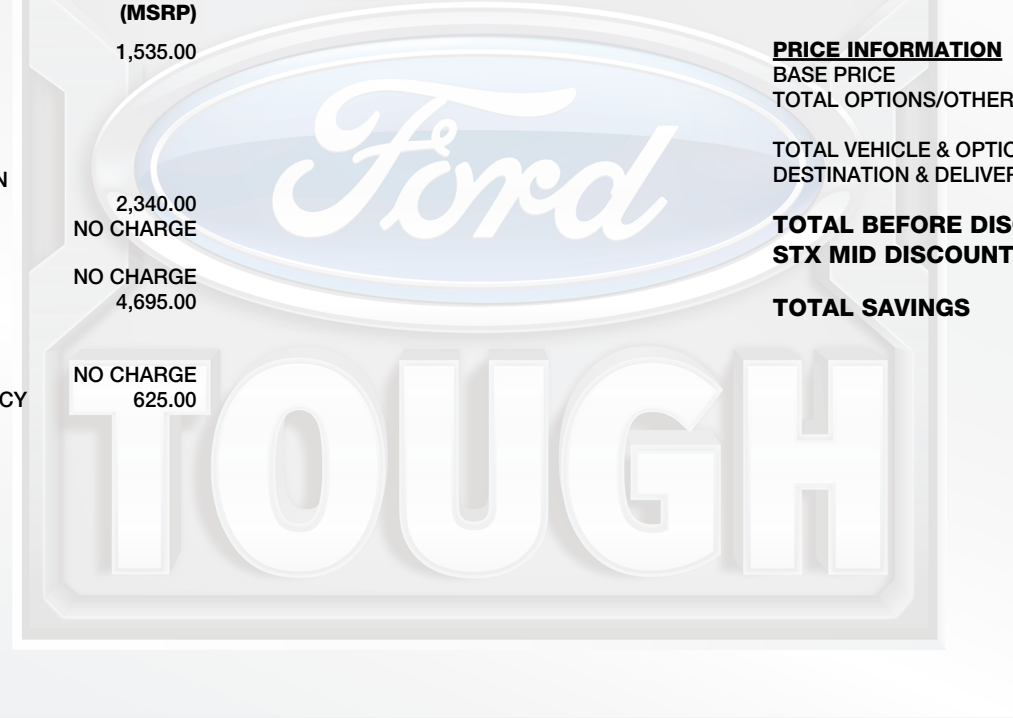 (MSRP)
1,535.00
N
2,340.00
NO CHARGE
NO CHARGE
4,695.00
NO CHARGE
CY 625.00
PRICE INFORMATION
BASE PRICE
TOTAL OPTIONS/OTHER
TOTAL VEHICLE & OPTIO
DESTINATION & DELIVER
TOTAL BEFORE DIS
STX MID DISCOUNT
TOTAL SAVINGS
Ford
TOUGH